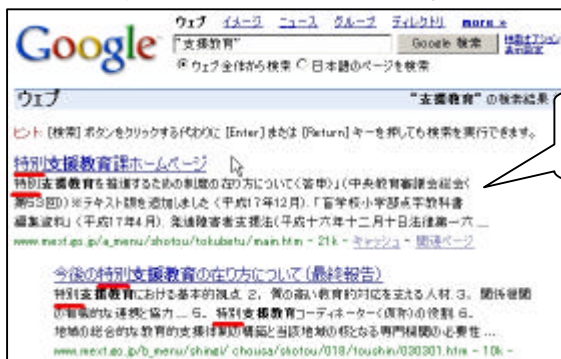 ウェブ イメージ ニュース グループ ディレクトリ more »
Google
"支援教育"
Google 検索
検索オプション
表示設定
ウェブ全体から検索 日本語のページを検索
ウェブ
"支援教育" の検索結果
ヒント: [検索] ボタンをクリックする代わりに [Enter] または [Return] キーを押しても検索を実行できます。
特別支援教育課ホームページ
特別支援教育を推進するための制度の在り方について(答申)」(中央教育審議会総会(
第53回))※テキスト版を追加しました (平成17年12月). 「盲学校小学部点字教科書
編集資料」 (平成17年4月). 発達障害者支援法(平成十六年十二月十日法律第一六 ...
www.mext.go.jp/a_menu/shotou/tokubetu/main.htm - 21k - キャッシュ - 関連ページ
今後の特別支援教育の在り方について(最終報告)
特別支援教育における基本的視点. 2. 質の高い教育的対応を支える人材. 3. 関係機関
の有機的な連携と協力 ... 5. 特別支援教育コーディネーター(仮称)の役割 6.
地域の総合的な教育的支援体制の構築と当該地域の核となる専門機関の必要性 ...
www.mext.go.jp/b_menu/shingi/chousa/shotou/018/toushin/030301.htm - 10k -